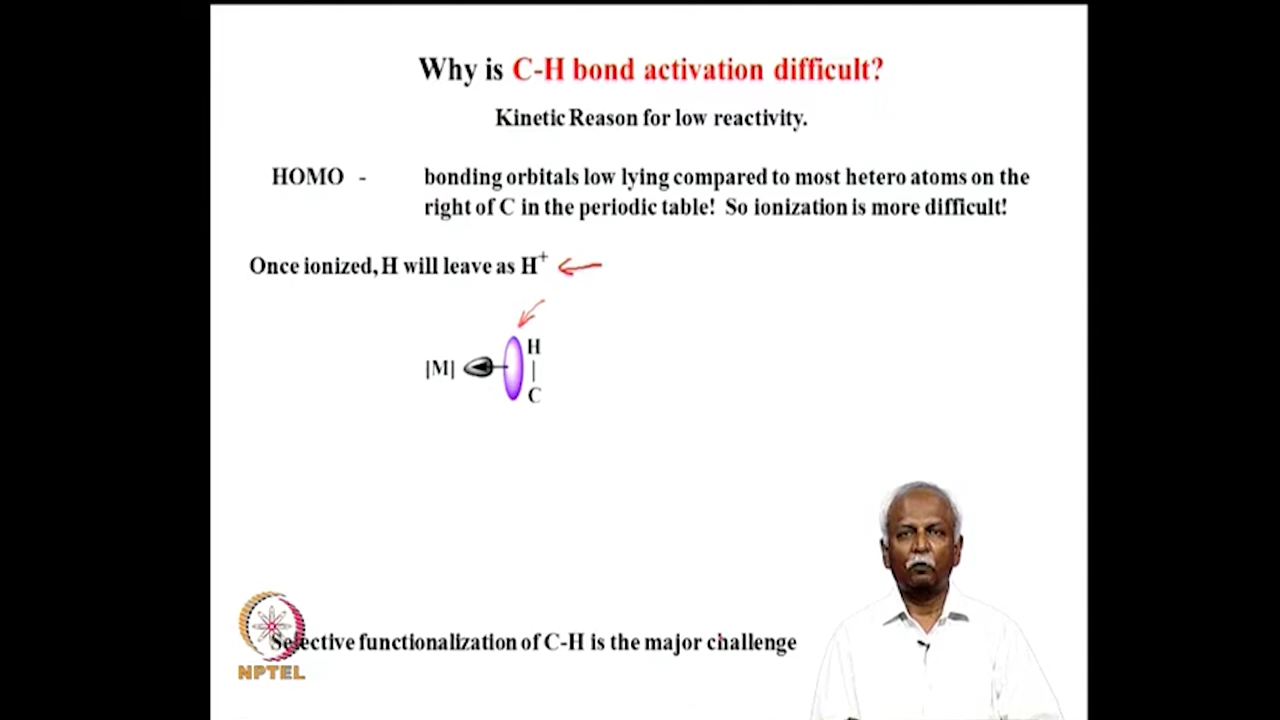 Why is C-H bond activation difficult?
Kinetic Reason for low reactivity.
HOMO - bonding orbitals low lying compared to most hetero atoms on the
right of C in the periodic table! So ionization is more difficult!
Once ionized, H will leave as H⁺
H
|M| |
C
Selective functionalization of C-H is the major challenge
NPTEL